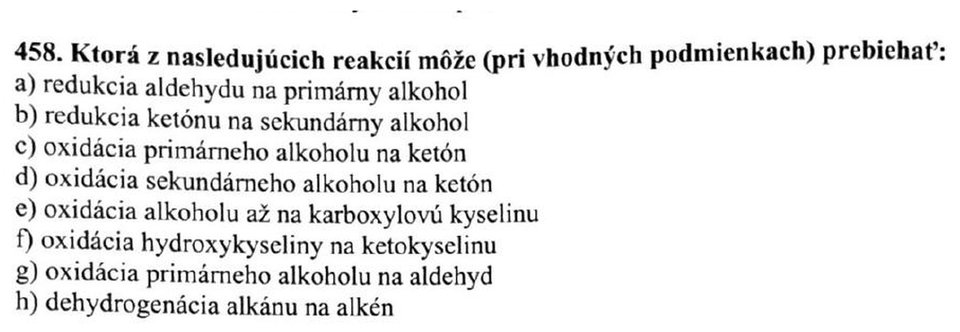 458. Ktorá z nasledujúcich reakcií môže (pri vhodných podmienkach) prebiehať:
a) redukcia aldehydu na primárny alkohol
b) redukcia ketónu na sekundárny alkohol
c) oxidácia primárneho alkoholu na ketón
d) oxidácia sekundárneho alkoholu na ketón
e) oxidácia alkoholu až na karboxylovú kyselinu
f) oxidácia hydroxykyseliny na ketokyselinu
g) oxidácia primárneho alkoholu na aldehyd
h) dehydrogenácia alkánu na alkén